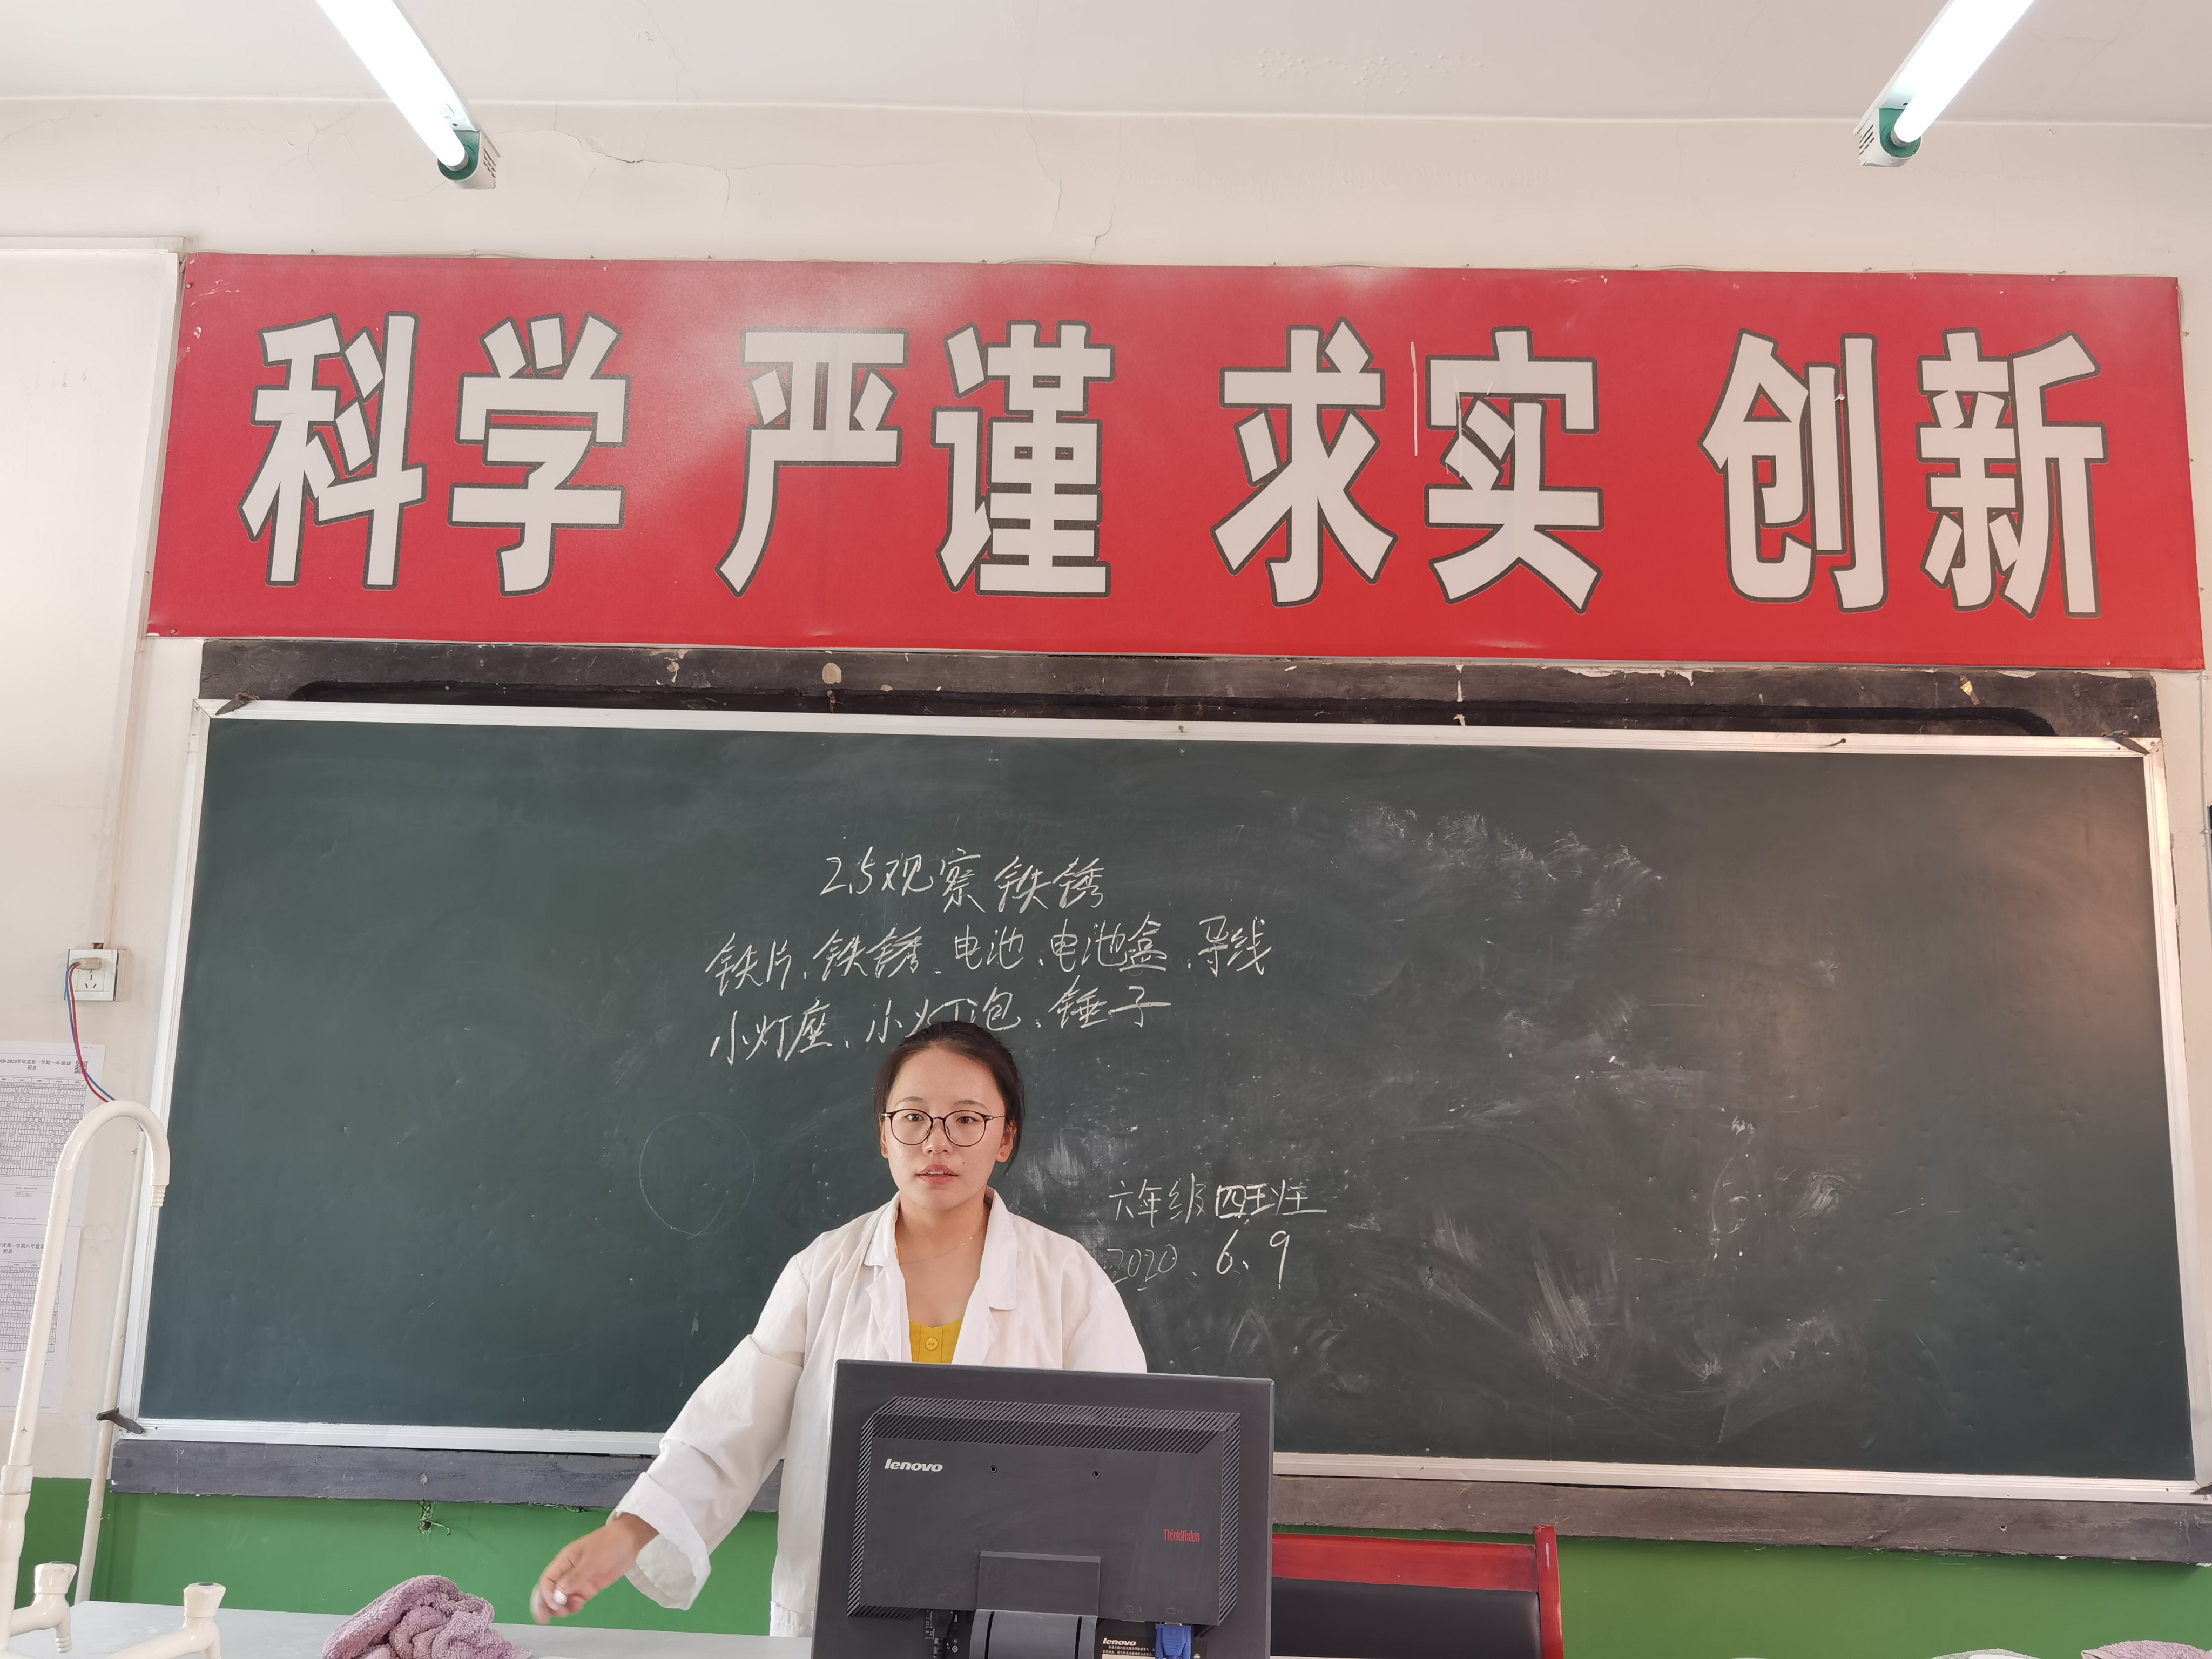 科学 严谨 求实 创新
2.5观察铁锈
铁片、铁锈、电池、电池盒、导线
小灯座、小灯泡、锤子
六年级四班
2020、6、9
lenovo
ThinkVision
lenovo